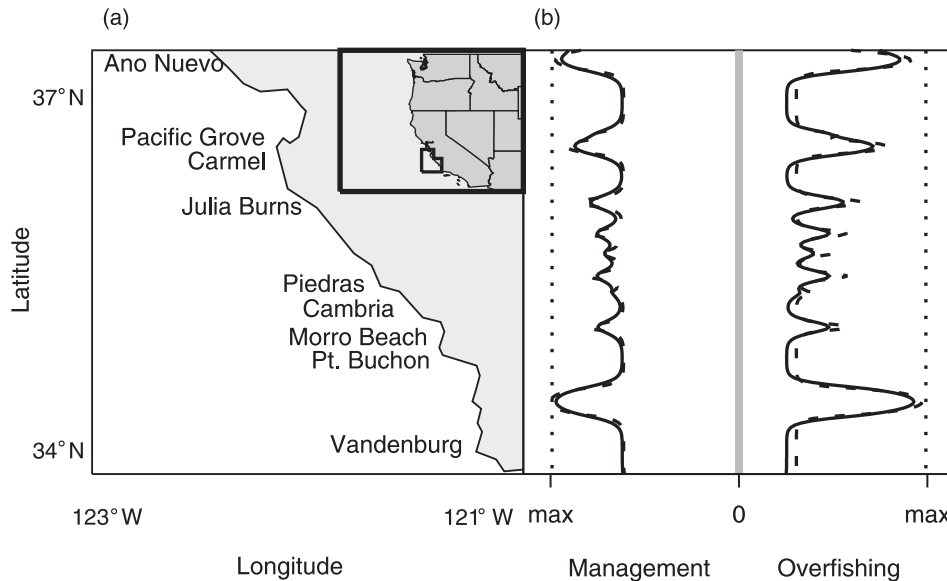 (a)
(b)
Ano Nuevo
37° N
Pacific Grove
Carmel
Julia Burns
Latitude
Piedras
Cambria
Morro Beach
Pt. Buchon
Vandenburg
34° N
123° W
121° W
max
0
max
Longitude
Management
Overfishing